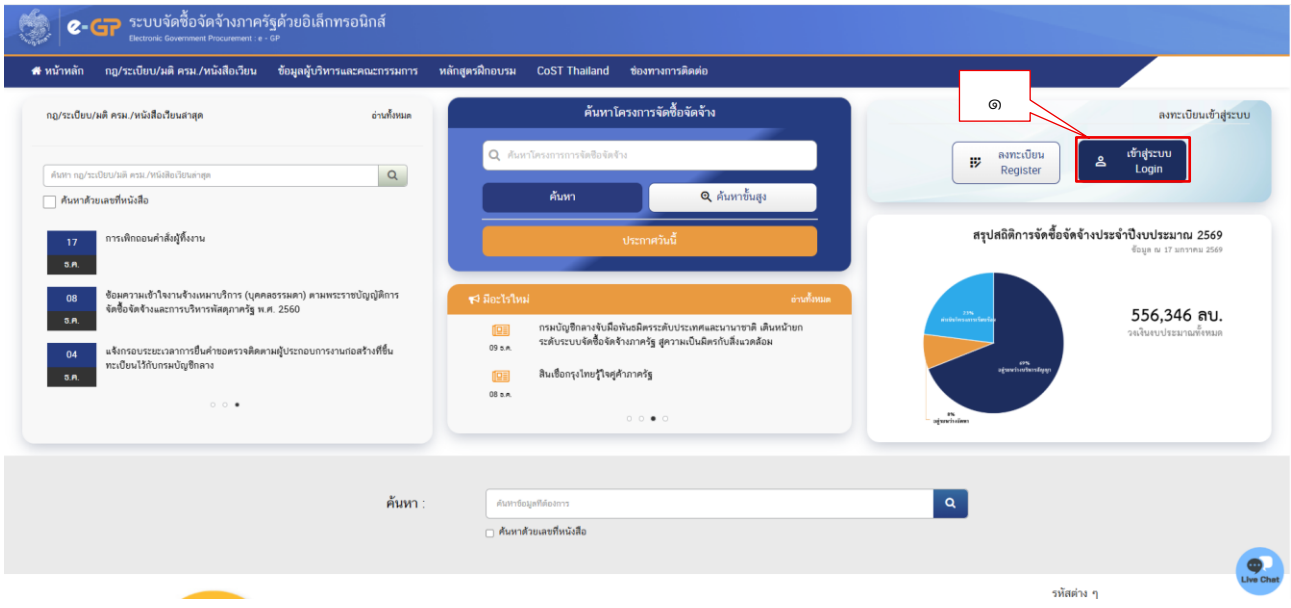 e-GP ระบบจัดซื้อจัดจ้างภาครัฐด้วยอิเล็กทรอนิกส์
Electronic Government Procurement : e - GP
หน้าหลัก กฎ/ระเบียบ/มติ ครม./หนังสือเวียน ข้อมูลผู้บริหารและคณะกรรมการ หลักสูตรฝึกอบรม CoST Thailand ช่องทางการติดต่อ
กฎ/ระเบียบ/มติ ครม./หนังสือเวียนล่าสุด อ่านทั้งหมด
ค้นหา กฎ/ระเบียบ/มติ ครม./หนังสือเวียนล่าสุด
ค้นหาด้วยเลขที่หนังสือ
17 ธ.ค. การเพิกถอนคำสั่งผู้ทิ้งงาน
08 ธ.ค. ซ้อมความเข้าใจงานจ้างเหมาบริการ (บุคคลธรรมดา) ตามพระราชบัญญัติการ
จัดซื้อจัดจ้างและการบริหารพัสดุภาครัฐ พ.ศ. 2560
04 ธ.ค. แจ้งกรอบระยะเวลาการยื่นคำขอตรวจติดตามผู้ประกอบการงานก่อสร้างที่ขึ้น
ทะเบียนไว้กับกรมบัญชีกลาง
ค้นหาโครงการจัดซื้อจัดจ้าง
ค้นหาโครงการการจัดซื้อจัดจ้าง
ค้นหา ค้นหาขั้นสูง
ประกาศวันนี้
มีอะไรใหม่ อ่านทั้งหมด
09 ธ.ค. กรมบัญชีกลางจับมือพันธมิตรระดับประเทศและนานาชาติ เดินหน้ายก
ระดับระบบจัดซื้อจัดจ้างภาครัฐ สู่ความเป็นมิตรกับสิ่งแวดล้อม
08 ธ.ค. สินเชื่อกรุงไทยรู้ใจคู่ค้าภาครัฐ
๑
ลงทะเบียนเข้าสู่ระบบ
ลงทะเบียน
Register
เข้าสู่ระบบ
Login
สรุปสถิติการจัดซื้อจัดจ้างประจำปีงบประมาณ 2569
ข้อมูล ณ 17 มกราคม 2569
23%
69%
อยู่ระหว่างบริหารสัญญา
8%
556,346 ลบ.
วงเงินงบประมาณทั้งหมด
ค้นหา :
ค้นหาข้อมูลที่ต้องการ
ค้นหาด้วยเลขที่หนังสือ
Live Chat
รหัสต่าง ๆ